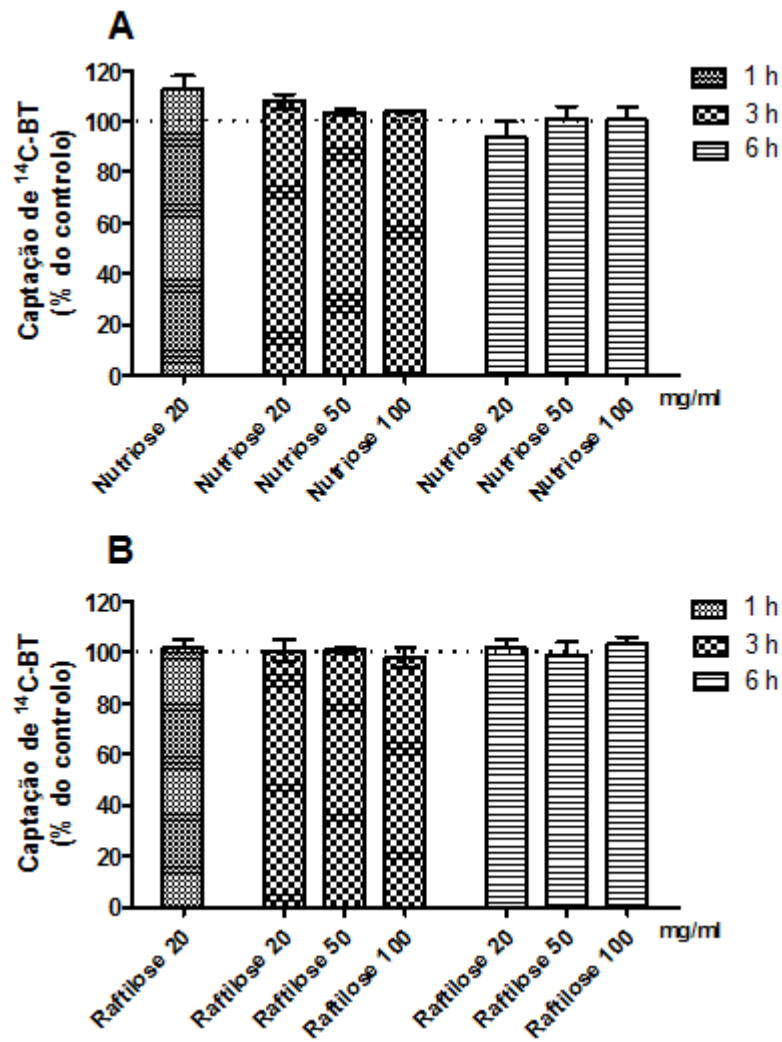 A
Captação de ¹⁴C-BT
(% do controlo)
120
100
80
60
40
20
0
1 h
3 h
6 h
Nutriose 20
Nutriose 20
Nutriose 50
Nutriose 100
Nutriose 20
Nutriose 50
Nutriose 100
mg/ml
B
Captação de ¹⁴C-BT
(% do controlo)
120
100
80
60
40
20
0
1 h
3 h
6 h
Raftilose 20
Raftilose 20
Raftilose 50
Raftilose 100
Raftilose 20
Raftilose 50
Raftilose 100
mg/ml